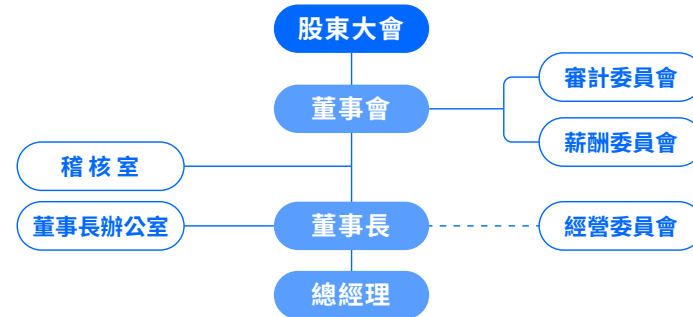 股東大會
董事會
審計委員會
薪酬委員會
稽核室
董事長辦公室
董事長
經營委員會
總經理